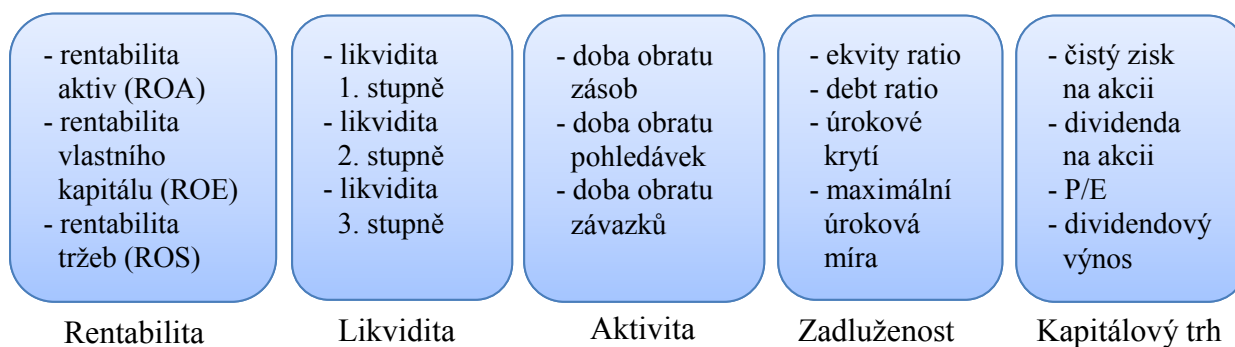 - rentabilita
aktiv (ROA)
- rentabilita
vlastního
kapitálu (ROE)
- rentabilita
tržeb (ROS)
Rentabilita
- likvidita
1. stupně
- likvidita
2. stupně
- likvidita
3. stupně
Likvidita
- doba obratu
zásob
- doba obratu
pohledávek
- doba obratu
závazků
Aktivita
- ekvity ratio
- debt ratio
- úrokové
krytí
- maximální
úroková
míra
Zadluženost
- čistý zisk
na akcii
- dividenda
na akcii
- P/E
- dividendový
výnos
Kapitálový trh